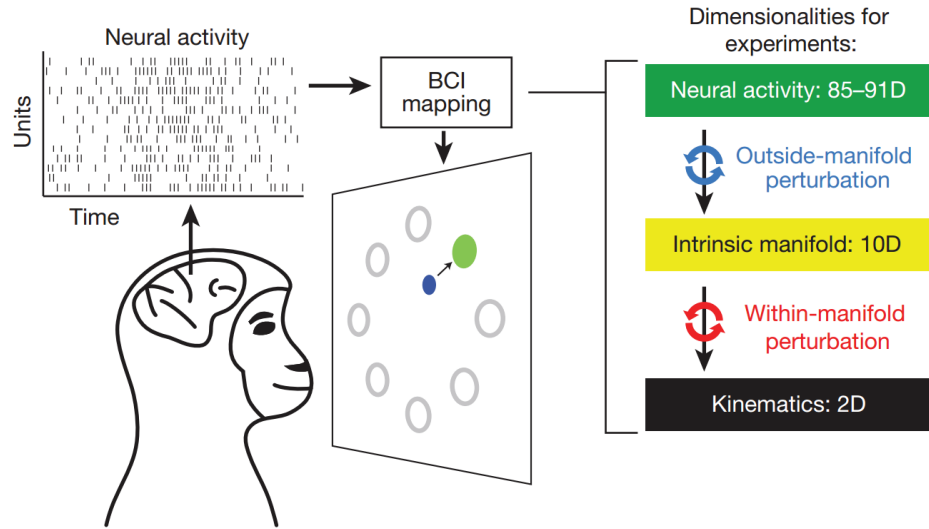 Neural activity
Units
Time
BCI
mapping
Dimensionalities for
experiments:
Neural activity: 85–91D
Outside-manifold
perturbation
Intrinsic manifold: 10D
Within-manifold
perturbation
Kinematics: 2D